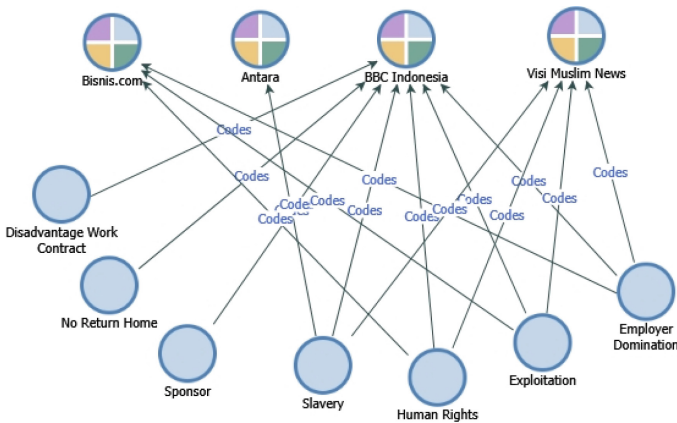 Bisnis.com
Antara
BBC Indonesia
Visi Muslim News
Codes
Codes
Codes
Codes
Codes
Codes
Codes
Codes
Codes
Codes
Codes
Codes
Codes
Codes
Disadvantage Work
Contract
No Return Home
Sponsor
Slavery
Human Rights
Exploitation
Employer
Domination